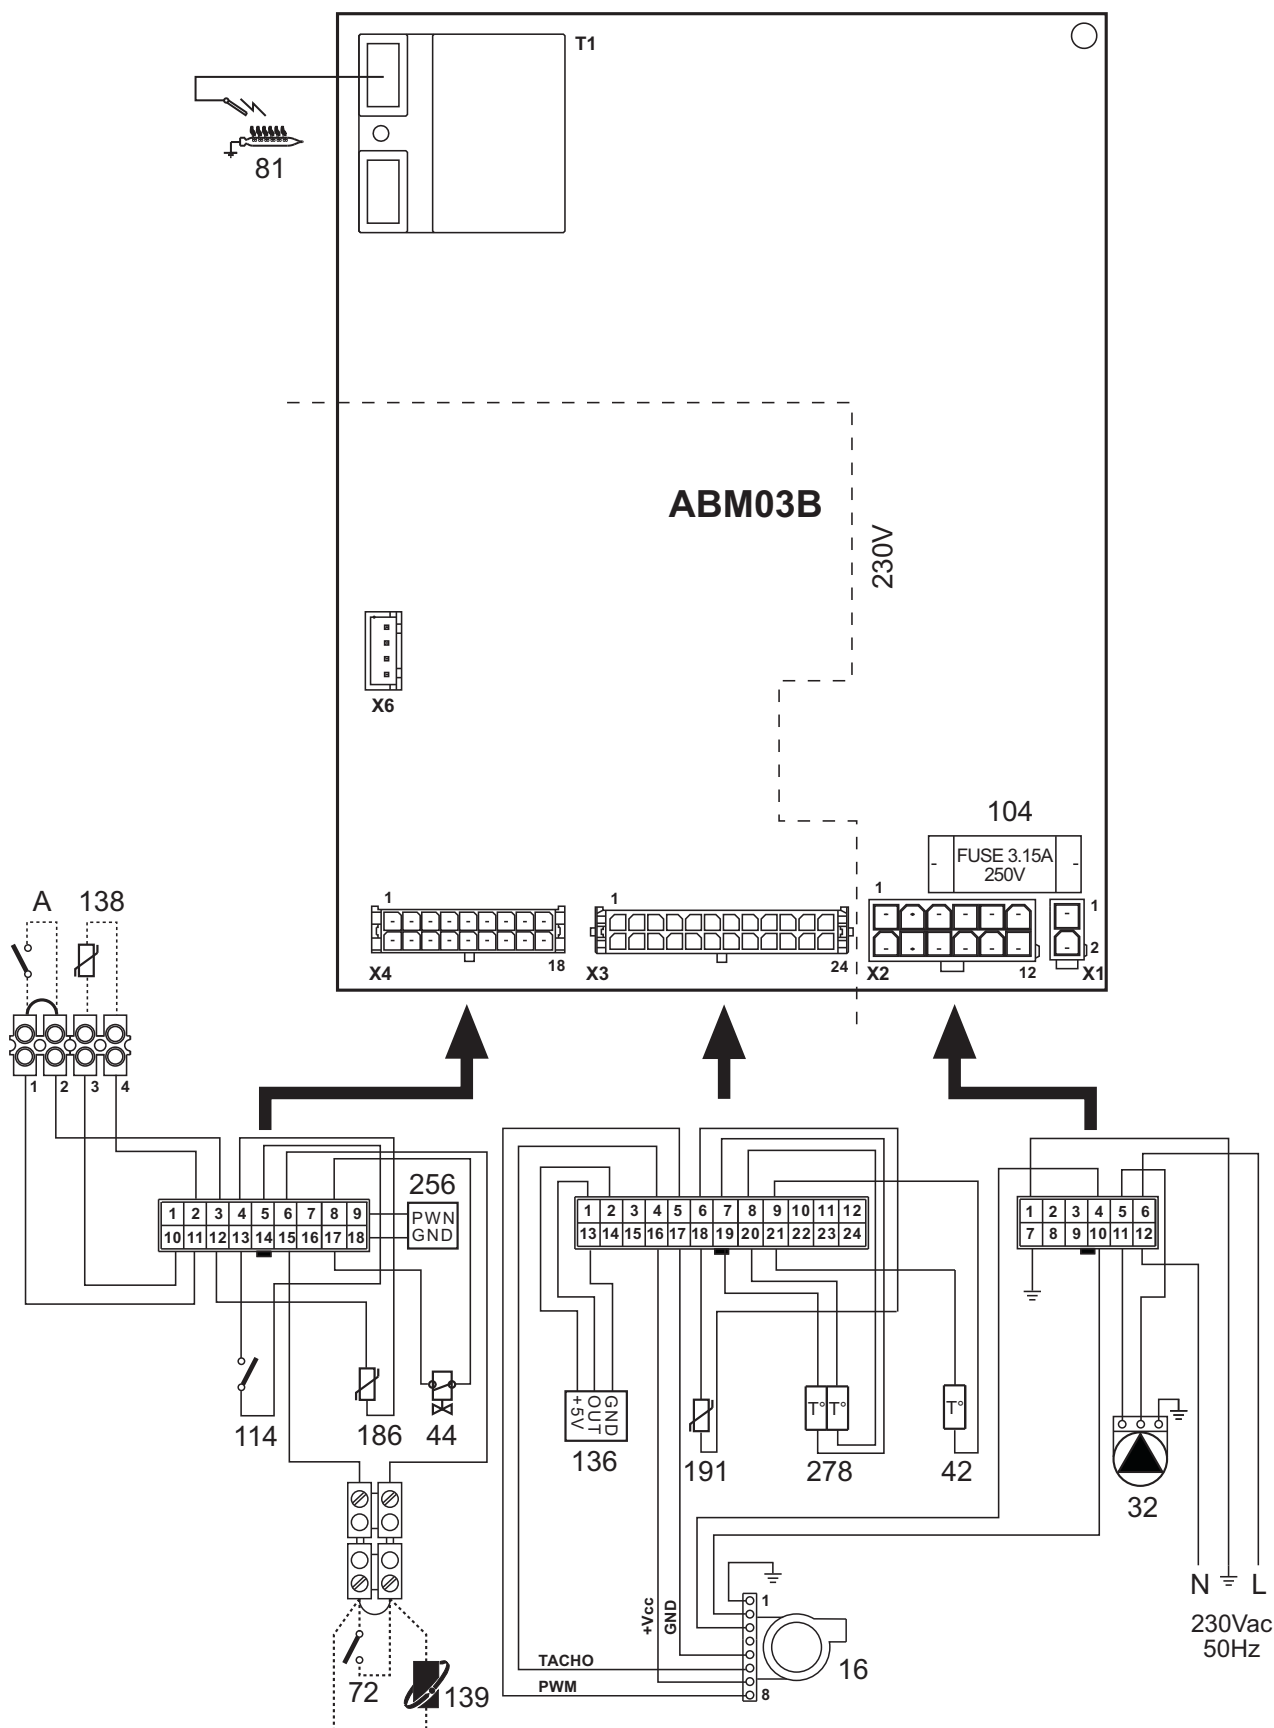 T1
81
ABM03B
230V
X6
104
FUSE 3.15A
250V
1
1
1
1
2
X4
18
X3
24
X2
12
X1
A
138
1
2
3
4
256
PWN
GND
1 2 3 4 5 6 7 8 9
10 11 12 13 14 15 16 17 18
1 2 3 4 5 6 7 8 9 10 11 12
13 14 15 16 17 18 19 20 21 22 23 24
1 2 3 4 5 6
7 8 9 10 11 12
+5V
OUT
GND
114
186
44
136
191
278
T°
T°
42
T°
32
N
L
230Vac
50Hz
+Vcc
GND
TACHO
PWM
1
8
16
72
139